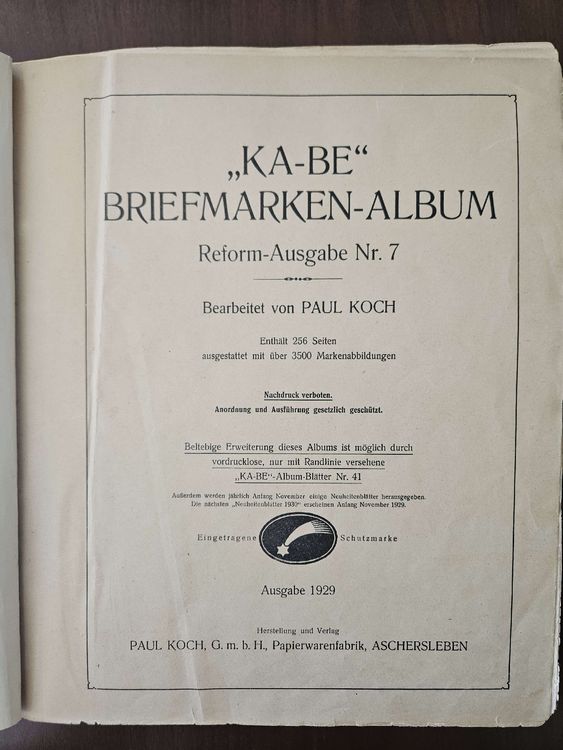 „KA-BE“
BRIEFMARKEN-ALBUM
Reform-Ausgabe Nr. 7
Bearbeitet von PAUL KOCH
Enthält 256 Seiten
ausgestattet mit über 3500 Markenabbildungen
Nachdruck verboten.
Anordnung und Ausführung gesetzlich geschützt.
Beliebige Erweiterung dieses Albums ist möglich durch
vordrucklose, nur mit Randlinie versehene
„KA-BE“-Album-Blätter Nr. 41
Außerdem werden jährlich Anfang November einige Neuheitenblätter herausgegeben.
Die nächsten „Neuheitenblätter 1930“ erscheinen Anfang November 1929.
Eingetragene Schutzmarke
Ausgabe 1929
Herstellung und Verlag
PAUL KOCH, G. m. b. H., Papierwarenfabrik, ASCHERSLEBEN